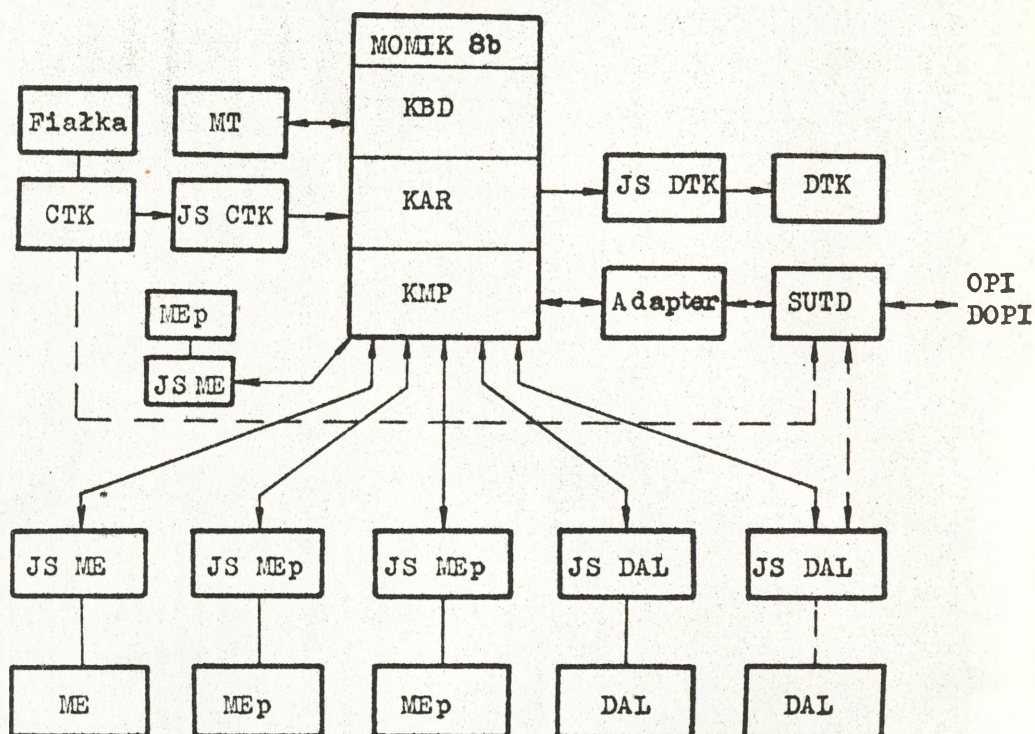 MOMIK 8b
KBD
KAR
KMP
Fiałka
MT
CTK
JS CTK
MEp
JS ME
JS DTK
DTK
Adapter
SUTD
OPI
DOPI
JS ME
JS MEp
JS MEp
JS DAL
JS DAL
ME
MEp
MEp
DAL
DAL